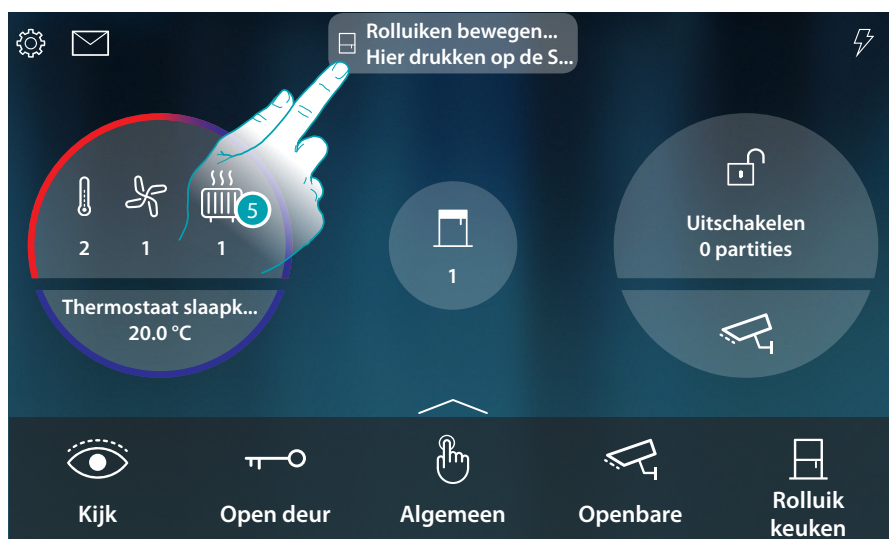 Rolluiken bewegen...
Hier drukken op de S...
5
2 1 1
Thermostaat slaapk...
20.0 °C
1
Uitschakelen
0 partities
Kijk
Open deur
Algemeen
Openbare
Rolluik
keuken